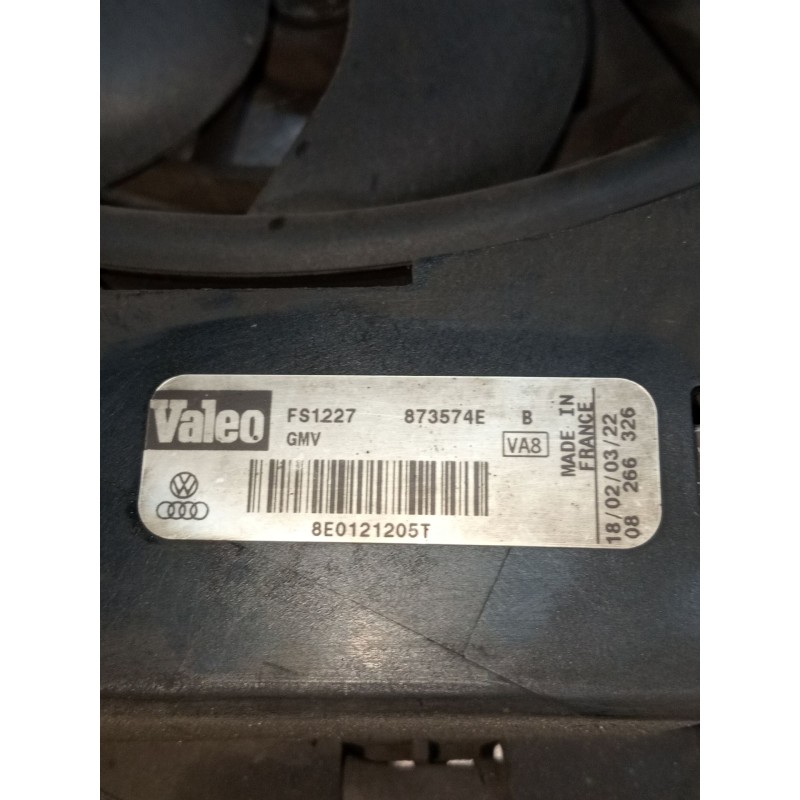 Valeo FS1227 873574E B
GMV VA8
8E0121205T
MADE IN
FRANCE
18/02/03/22
08 266 326